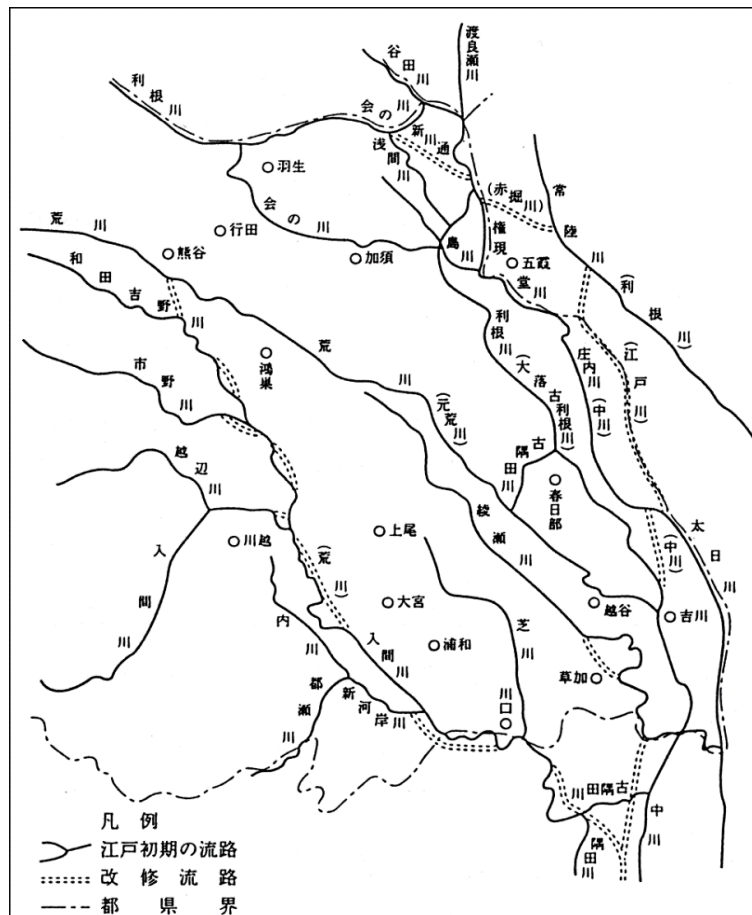 渡良瀬川
谷田川
利根川
会の川
新川通
浅間川
(赤堀川)
常陸川
(利根川)
羽生
会の川
権現堂川
島川
荒川
行田
熊谷
加須
五霞
和田吉野川
利根川
(大落古利根川)
庄内川
(中川)
(江戸川)
鴻巣
荒川
(元荒川)
市野川
古隅田川
春日部
越辺川
綾瀬川
太日川
川越
上尾
(中川)
入間川
(荒川)
大宮
芝川
越谷
吉川
内川
入間川
浦和
草加
都瀬川
新河岸川
川口
古隅田川
隅田川
中川
凡例
江戸初期の流路
改修流路
都県界